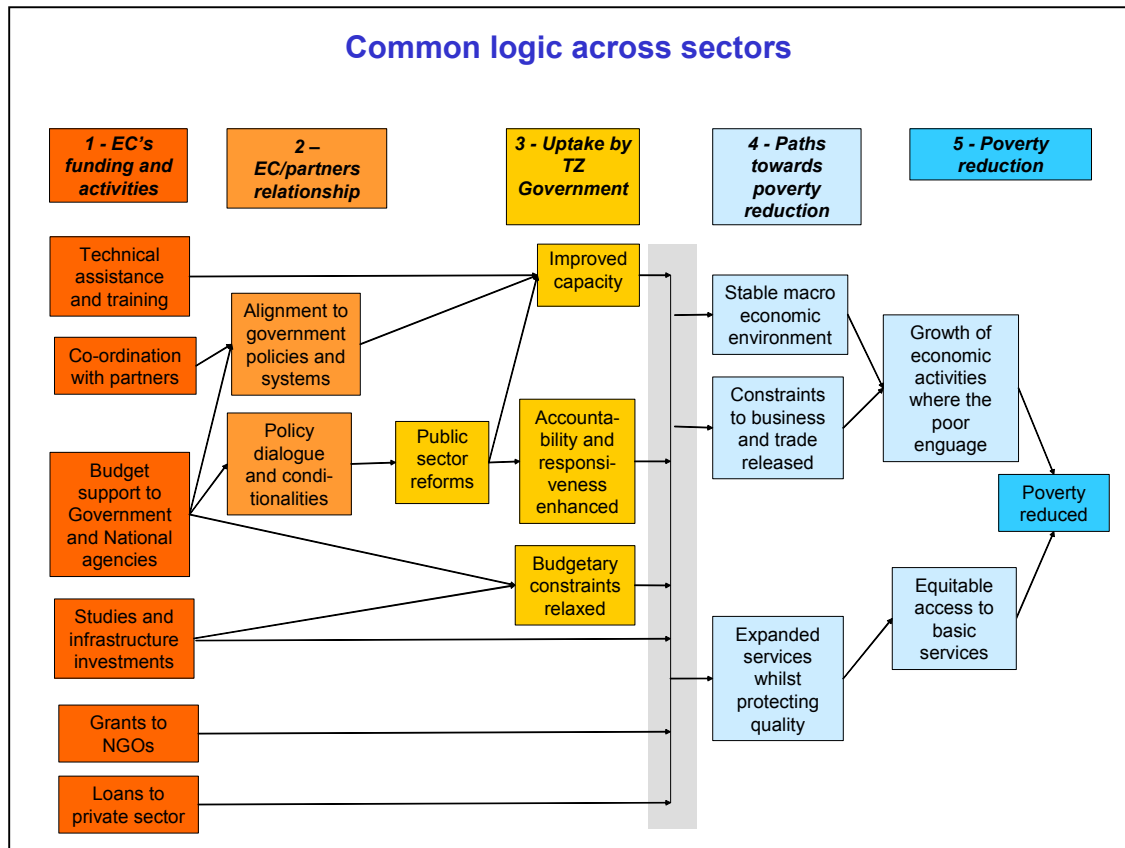 Common logic across sectors
1 - EC's
funding and
activities
2 –
EC/partners
relationship
3 - Uptake by
TZ
Government
4 - Paths
towards
poverty
reduction
5 - Poverty
reduction
Technical
assistance
and training
Co-ordination
with partners
Budget
support to
Government
and National
agencies
Studies and
infrastructure
investments
Grants to
NGOs
Loans to
private sector
Alignment to
government
policies and
systems
Policy
dialogue
and condi-
tionalities
Public
sector
reforms
Improved
capacity
Accounta-
bility and
responsi-
veness
enhanced
Budgetary
constraints
relaxed
Stable macro
economic
environment
Constraints
to business
and trade
released
Expanded
services
whilst
protecting
quality
Growth of
economic
activities
where the
poor
enguage
Equitable
access to
basic
services
Poverty
reduced